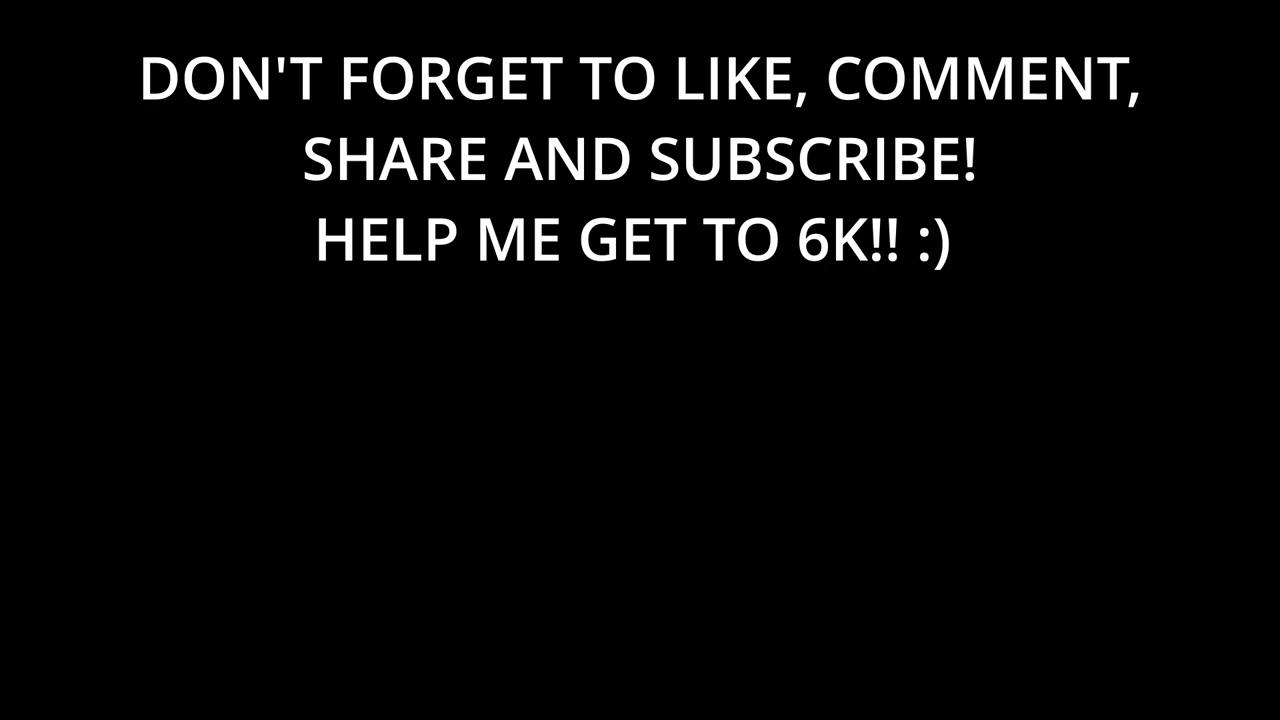 DON'T FORGET TO LIKE, COMMENT,
SHARE AND SUBSCRIBE!
HELP ME GET TO 6K!! :)